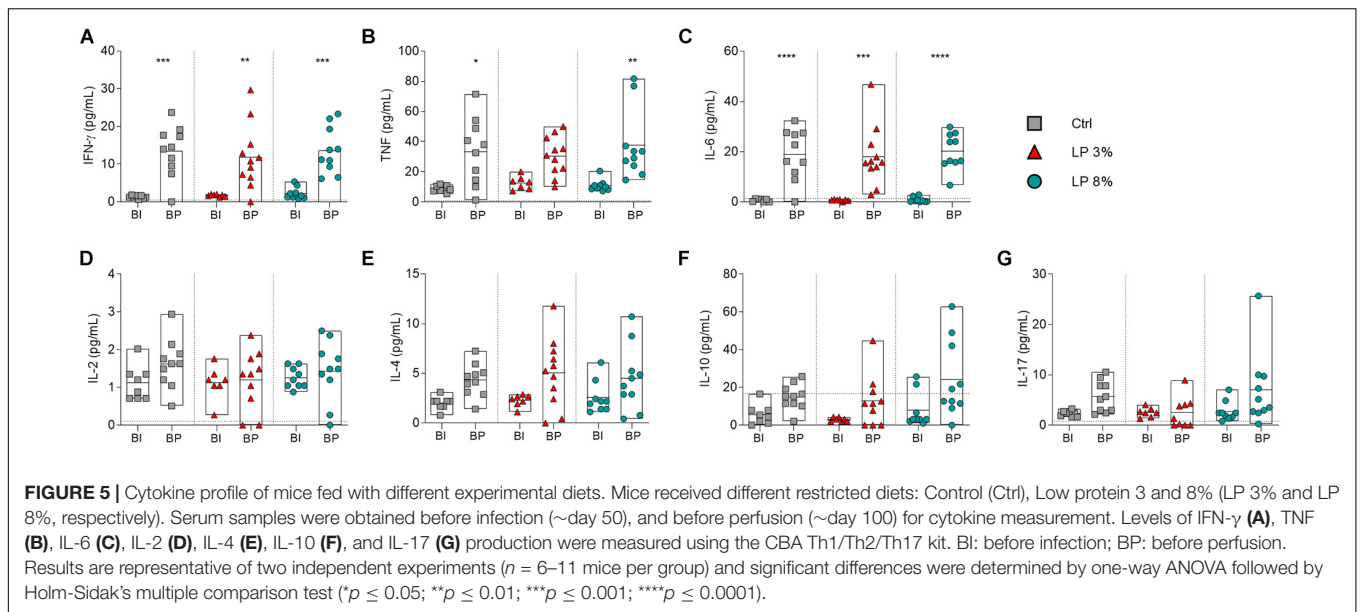 A
B
C
40
30
20
10
0
IFN-γ (pg/mL)
*** ** ***
BI BP BI BP BI BP
100
80
60
40
20
0
TNF (pg/mL)
* **
BI BP BI BP BI BP
60
40
20
0
IL-6 (pg/mL)
**** *** ****
BI BP BI BP BI BP
Ctrl
LP 3%
LP 8%
D
E
F
G
4
3
2
1
0
IL-2 (pg/mL)
BI BP BI BP BI BP
15
10
5
0
IL-4 (pg/mL)
BI BP BI BP BI BP
80
60
40
20
0
IL-10 (pg/mL)
BI BP BI BP BI BP
30
20
10
0
IL-17 (pg/mL)
BI BP BI BP BI BP
FIGURE 5 | Cytokine profile of mice fed with different experimental diets. Mice received different restricted diets: Control (Ctrl), Low protein 3 and 8% (LP 3% and LP
8%, respectively). Serum samples were obtained before infection (~day 50), and before perfusion (~day 100) for cytokine measurement. Levels of IFN-γ (A), TNF
(B), IL-6 (C), IL-2 (D), IL-4 (E), IL-10 (F), and IL-17 (G) production were measured using the CBA Th1/Th2/Th17 kit. BI: before infection; BP: before perfusion.
Results are representative of two independent experiments (n = 6–11 mice per group) and significant differences were determined by one-way ANOVA followed by
Holm-Sidak's multiple comparison test (*p ≤ 0.05; **p ≤ 0.01; ***p ≤ 0.001; ****p ≤ 0.0001).